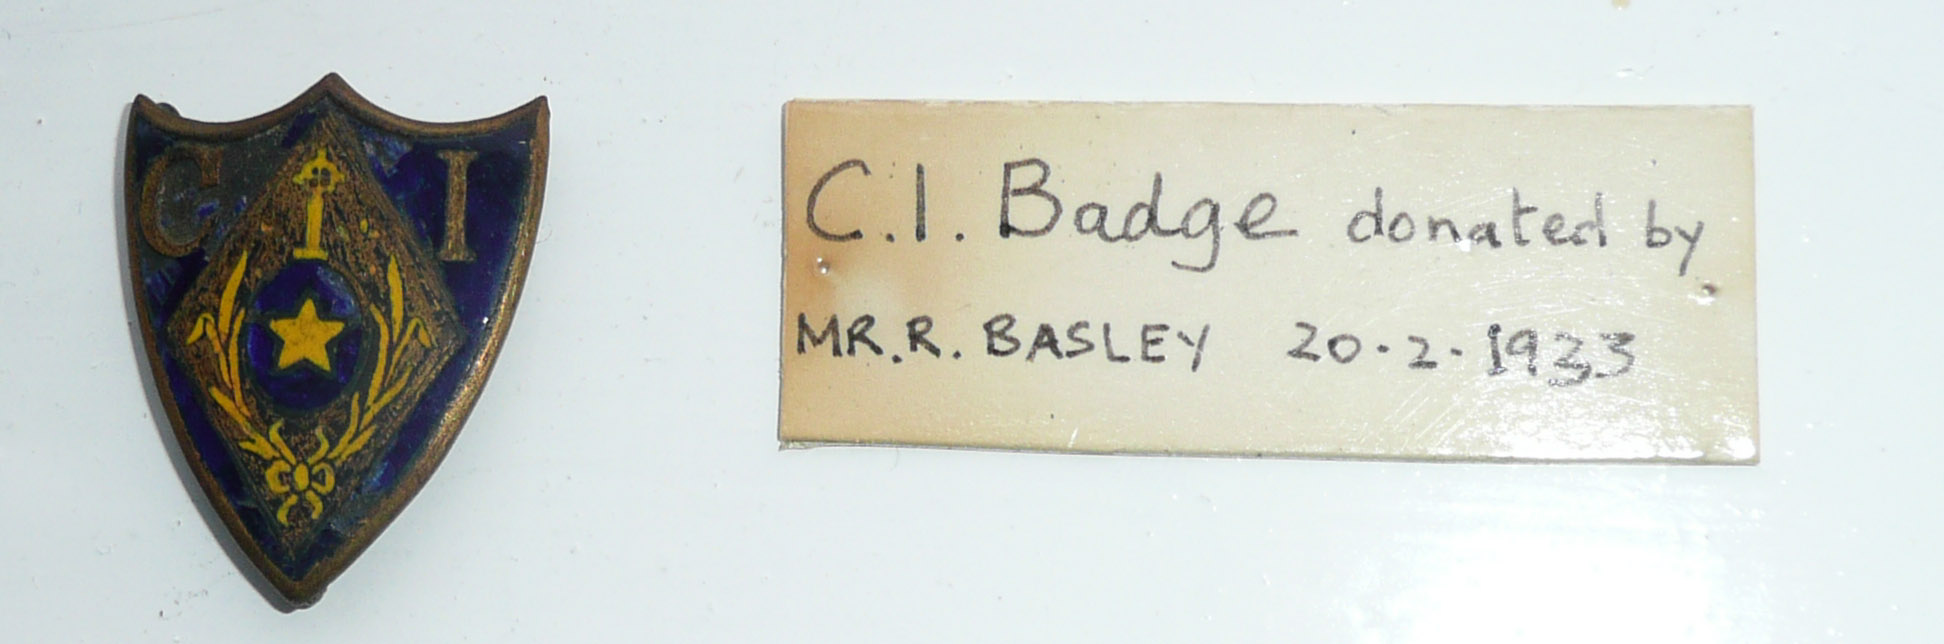 C I
C.I. Badge donated by
MR.R. BASLEY 20-2-1933